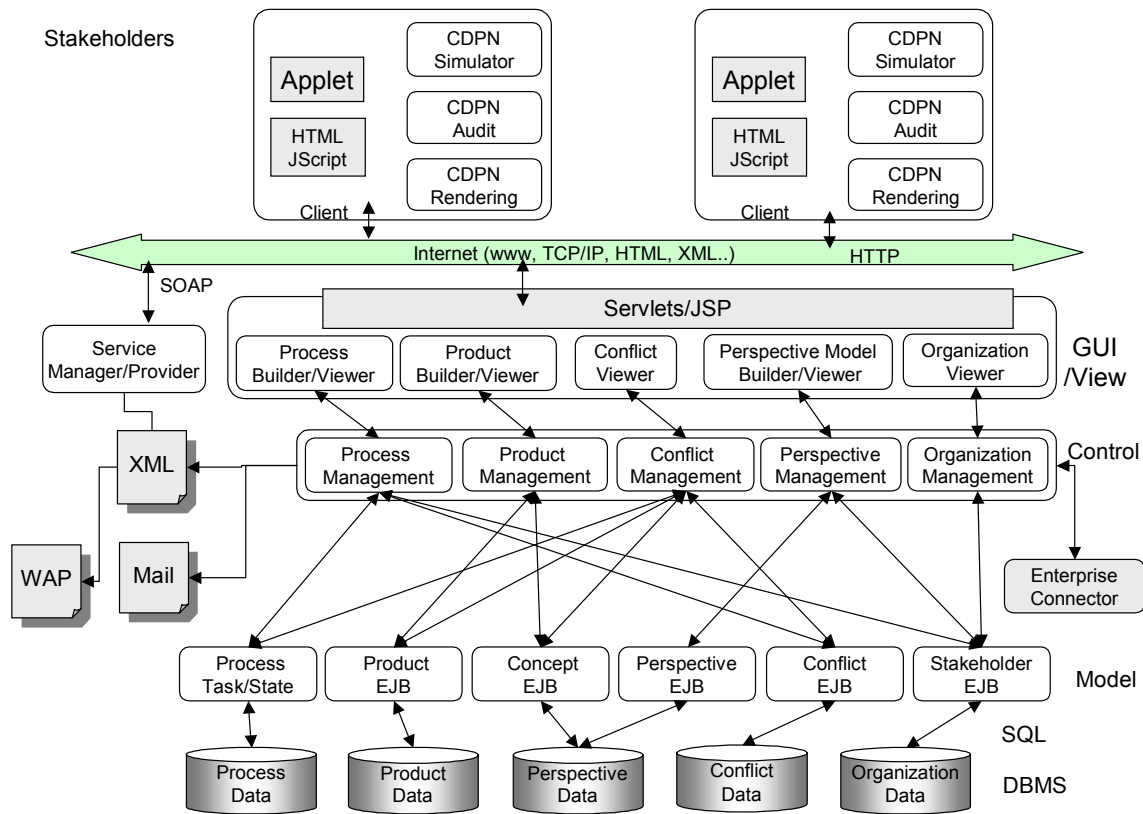 Stakeholders
Applet
HTML
JScript
CDPN
Simulator
CDPN
Audit
CDPN
Rendering
Client
Applet
HTML
JScript
CDPN
Simulator
CDPN
Audit
CDPN
Rendering
Client
Internet (www, TCP/IP, HTML, XML..)
HTTP
SOAP
Servlets/JSP
Service
Manager/Provider
Process
Builder/Viewer
Product
Builder/Viewer
Conflict
Viewer
Perspective Model
Builder/Viewer
Organization
Viewer
GUI
/View
XML
Process
Management
Product
Management
Conflict
Management
Perspective
Management
Organization
Management
Control
WAP
Mail
Enterprise
Connector
Process
Task/State
Product
EJB
Concept
EJB
Perspective
EJB
Conflict
EJB
Stakeholder
EJB
Model
SQL
Process
Data
Product
Data
Perspective
Data
Conflict
Data
Organization
Data
DBMS